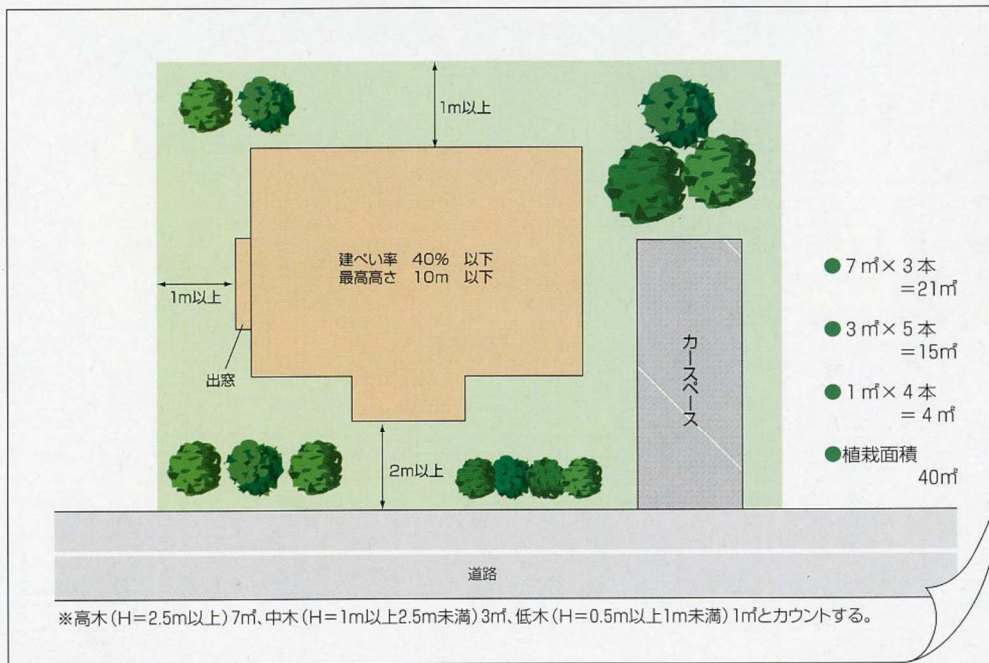 1m以上
建ぺい率 40% 以下
最高高さ 10m 以下
1m以上
出窓
カースペース
2m以上
●7㎡×3本
=21㎡
●3㎡×5本
=15㎡
●1㎡×4本
=4㎡
●植栽面積
40㎡
道路
※高木(H=2.5m以上)7㎡、中木(H=1m以上2.5m未満)3㎡、低木(H=0.5m以上1m未満)1㎡とカウントする。